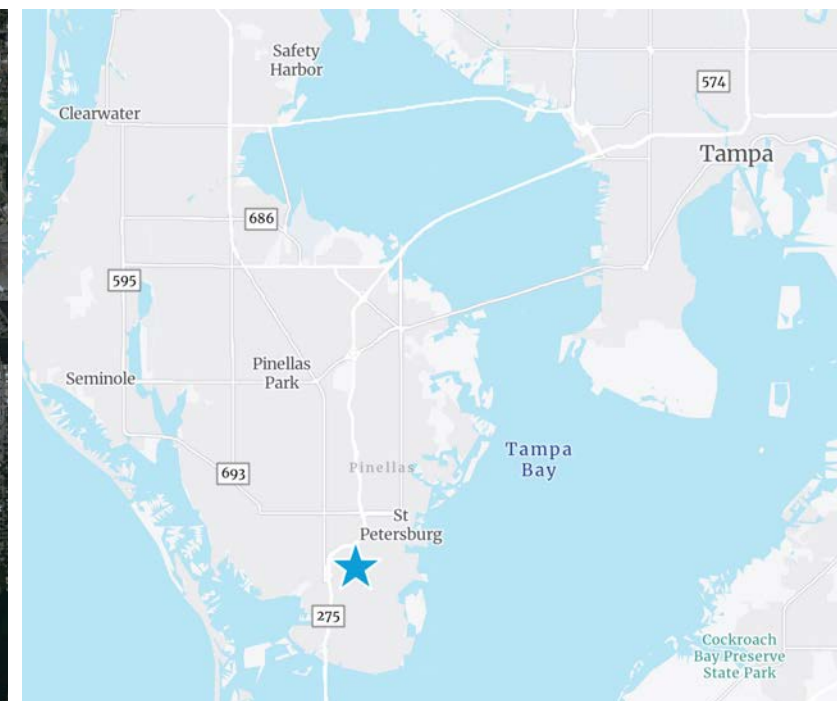 Safety
Harbor
574
Clearwater
Tampa
686
595
Pinellas
Park
Seminole
Tampa
Bay
Pinellas
693
St
Petersburg
275
Cockroach
Bay Preserve
State Park